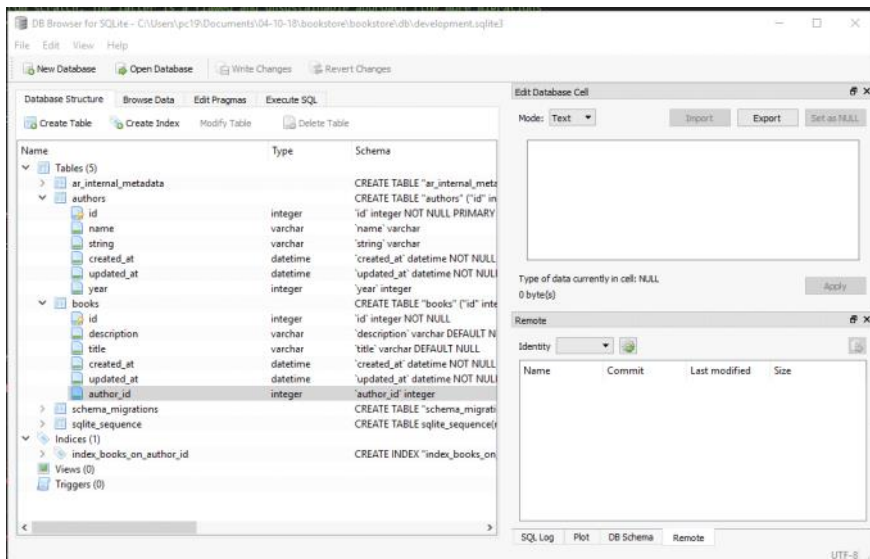 DB Browser for SQLite - C:\Users\pc19\Documents\04-10-18\bookstore\bookstore\db\development.sqlite3
File Edit View Help
New Database Open Database Write Changes Revert Changes
Database Structure Browse Data Edit Pragmas Execute SQL
Create Table Create Index Modify Table Delete Table
Name Type Schema
Tables (5)
ar_internal_metadata CREATE TABLE "ar_internal_meta
authors CREATE TABLE "authors" ("id" in
id integer `id` integer NOT NULL PRIMARY
name varchar `name` varchar
string varchar `string` varchar
created_at datetime `created_at` datetime NOT NULL
updated_at datetime `updated_at` datetime NOT NULL
year integer `year` integer
books CREATE TABLE "books" ("id" inte
id integer `id` integer NOT NULL
description varchar `description` varchar DEFAULT N
title varchar `title` varchar DEFAULT NULL
created_at datetime `created_at` datetime NOT NULL
updated_at datetime `updated_at` datetime NOT NULL
author_id integer `author_id` integer
schema_migrations CREATE TABLE "schema_migrati
sqlite_sequence CREATE TABLE sqlite_sequence(
Indices (1)
index_books_on_author_id CREATE INDEX "index_books_on
Views (0)
Triggers (0)
Edit Database Cell
Mode: Text Import Export Set as NULL
Type of data currently in cell: NULL
0 byte(s)
Apply
Remote
Identity
Name Commit Last modified Size
SQL Log Plot DB Schema Remote
UTF-8